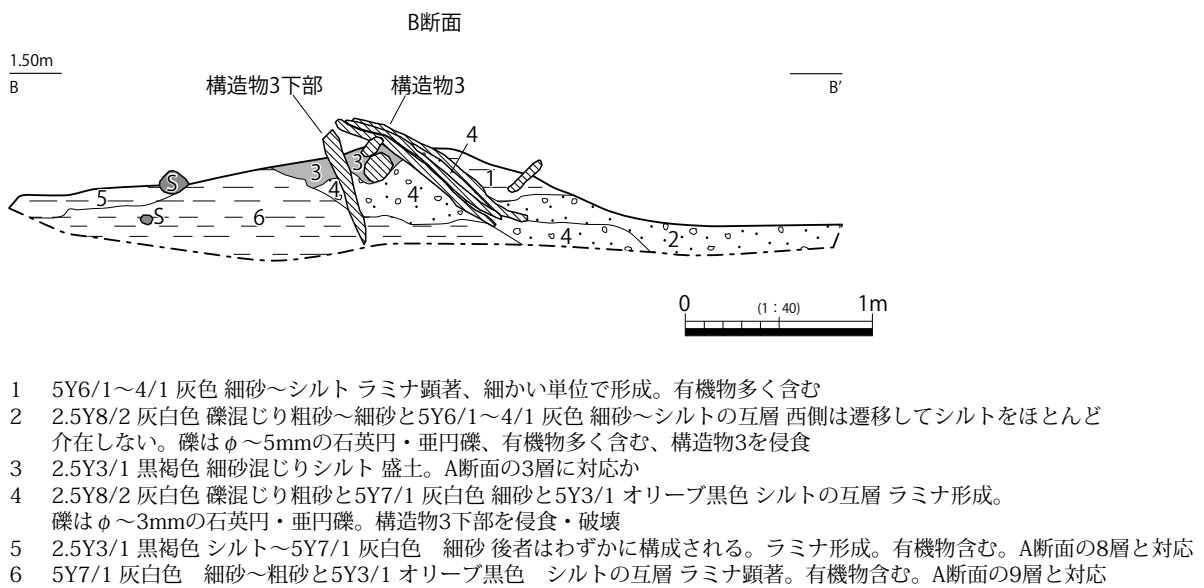 B断面
1.50m
B
B'
構造物3下部
構造物3
4
3
3
1
S
4
4
5
S
6
4
2
0
(1：40)
1m
1 5Y6/1～4/1 灰色 細砂～シルト ラミナ顕著、細かい単位で形成。有機物多く含む
2 2.5Y8/2 灰白色 礫混じり粗砂～細砂と5Y6/1～4/1 灰色 細砂～シルトの互層 西側は遷移してシルトをほとんど
介在しない。礫はφ～5mmの石英円・亜円礫、有機物多く含む、構造物3を侵食
3 2.5Y3/1 黒褐色 細砂混じりシルト 盛土。A断面の3層に対応か
4 2.5Y8/2 灰白色 礫混じり粗砂と5Y7/1 灰白色 細砂と5Y3/1 オリーブ黒色 シルトの互層 ラミナ形成。
礫はφ～3mmの石英円・亜円礫。構造物3下部を侵食・破壊
5 2.5Y3/1 黒褐色 シルト～5Y7/1 灰白色　細砂 後者はわずかに構成される。ラミナ形成。有機物含む。A断面の8層と対応
6 5Y7/1 灰白色　細砂～粗砂と5Y3/1 オリーブ黒色　シルトの互層 ラミナ顕著。有機物含む。A断面の9層と対応